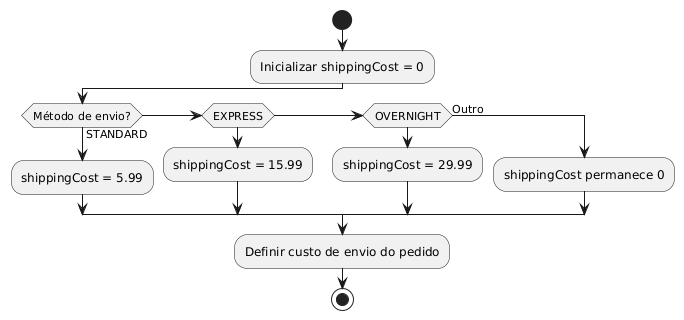 Inicializar shippingCost = 0
Método de envio?
EXPRESS
OVERNIGHT
Outro
STANDARD
shippingCost = 5.99
shippingCost = 15.99
shippingCost = 29.99
shippingCost permanece 0
Definir custo de envio do pedido